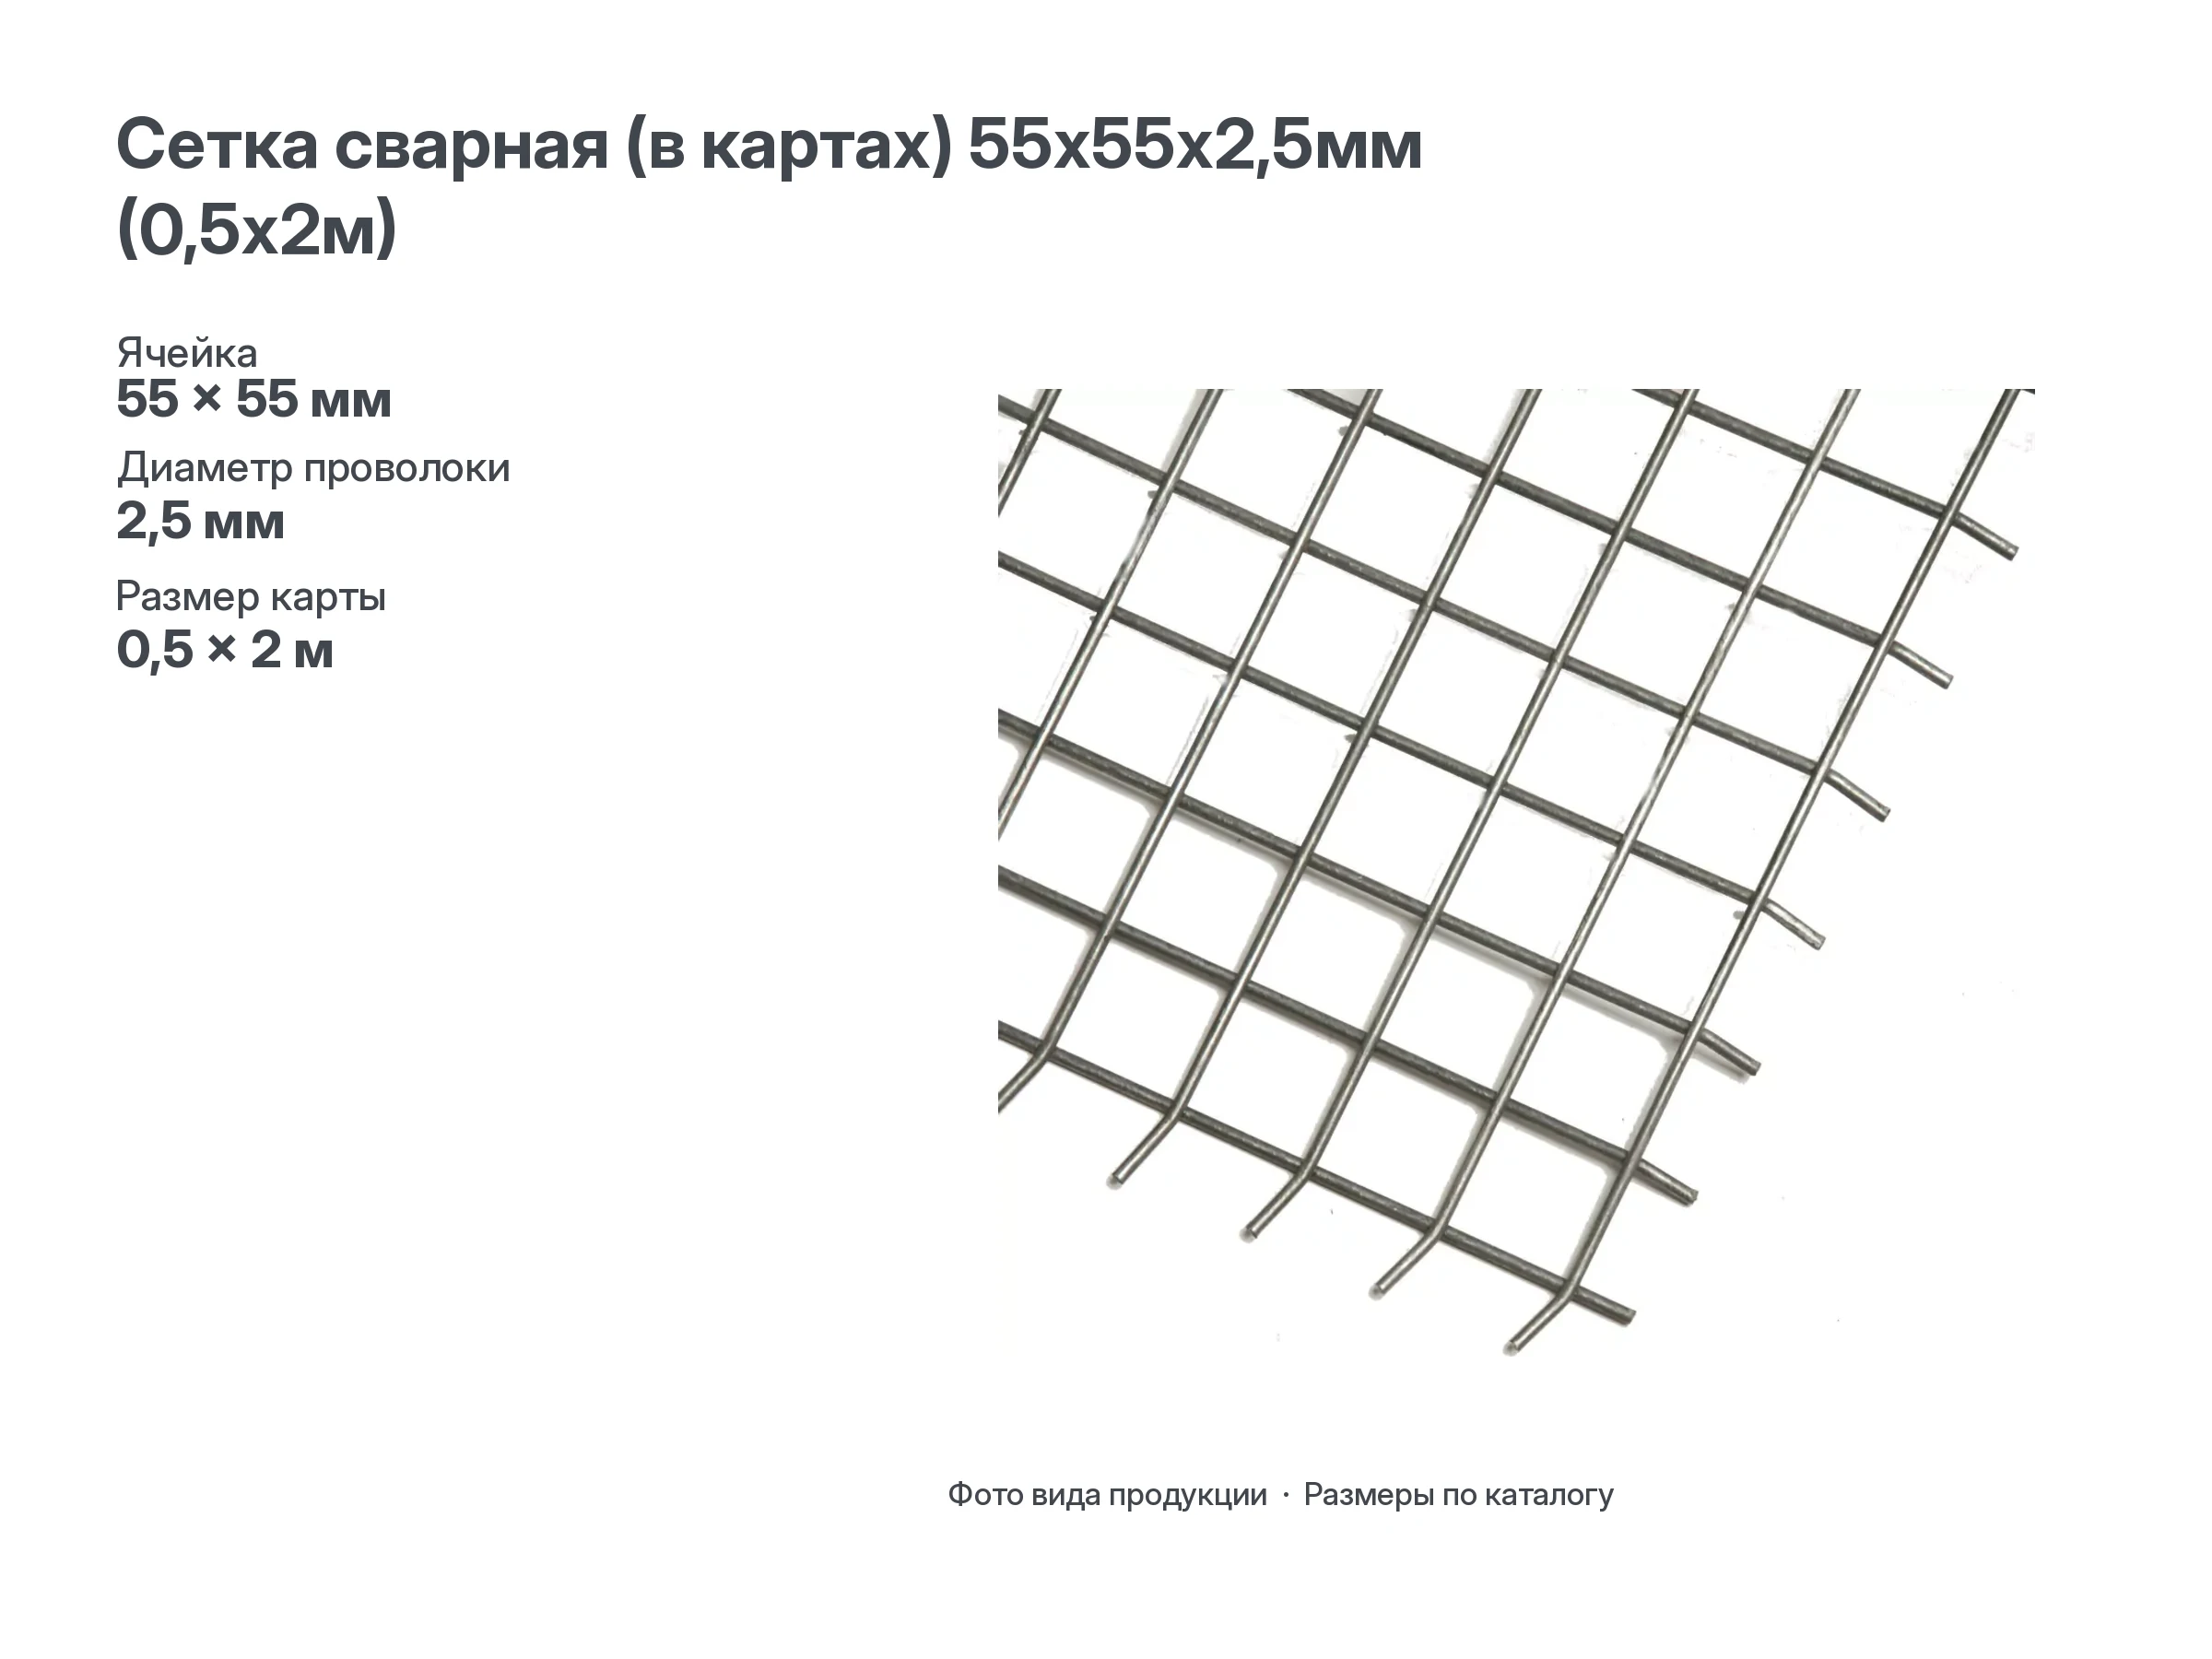 Сетка сварная (в картах) 55х55х2,5мм
(0,5х2м)
Ячейка
55 × 55 мм
Диаметр проволоки
2,5 мм
Размер карты
0,5 × 2 м
Фото вида продукции · Размеры по каталогу